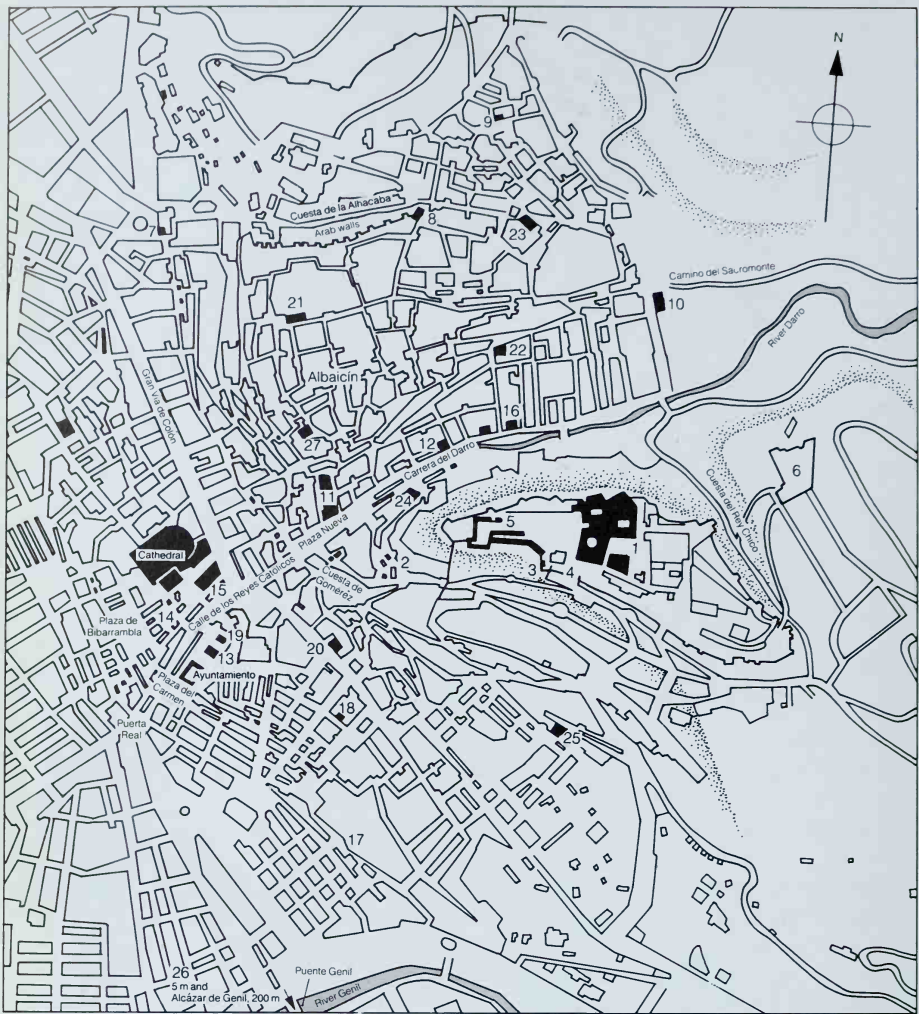 N
9
Cuesta de la Alhacaba
Arab walls
8
7
23
Camino del Sacromonte
10
21
River Darro
22
Albaicín
Gran Via de Colón
16
27
12
Carrera del Darro
6
11
24
Cuesta del Rey Chico
Plaza Nueva
5
Cathedral
1
2
3
4
Cuesta de
Gomérez
15
Calle de los Reyes Católicos
14
Plaza de
Bibarrambla
19
13
20
Ayuntamiento
Plaza del
Carmen
18
Puerta
Real
25
17
26
5 m and
Alcázar de Genil, 200 m
Puente Genil
River Genil